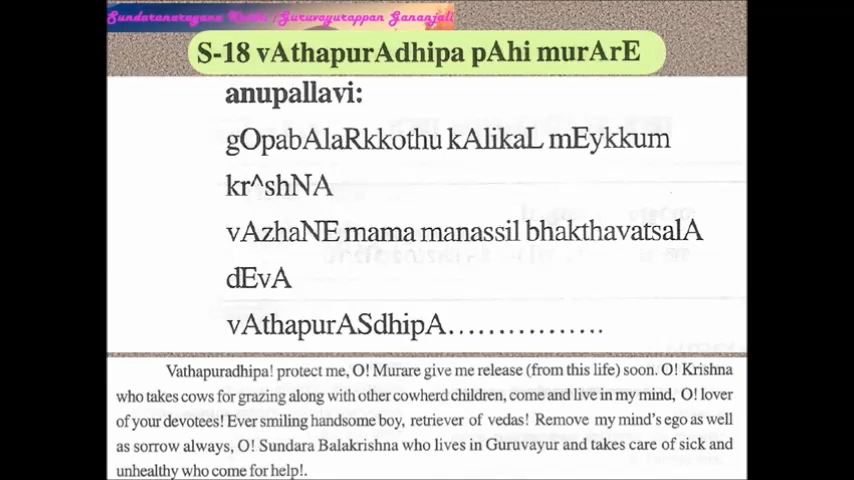 Sundaranarayana Krithi (Guruvayurappan Gananjali
S-18 vAthapurAdhipa pAhi murArE
anupallavi:
gOpabAlaRkkothu kAlikaL mEykkum
kr^shNA
vAzhaNE mama manassil bhakthavatsalA
dEvA
vAthapurASdhipA................
Vathapuradhipa! protect me, O! Murare give me release (from this life) soon. O! Krishna
who takes cows for grazing along with other cowherd children, come and live in my mind, O! lover
of your devotees! Ever smiling handsome boy, retriever of vedas! Remove my mind's ego as well
as sorrow always, O! Sundara Balakrishna who lives in Guruvayur and takes care of sick and
unhealthy who come for help!.